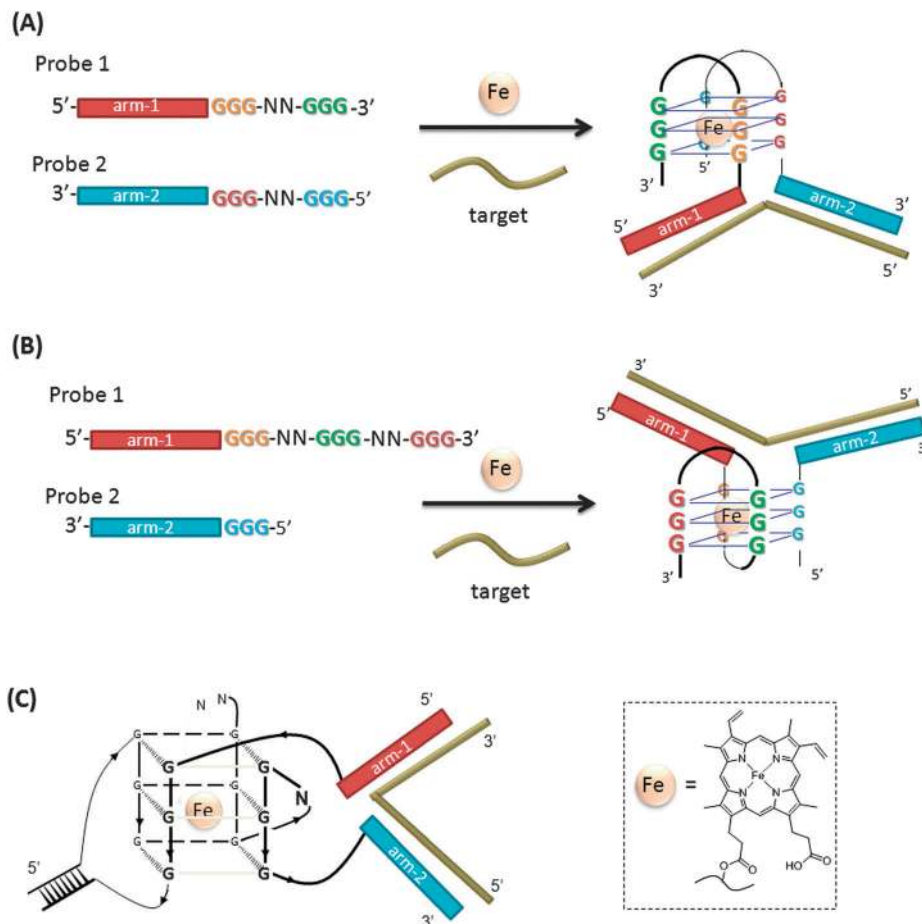 (A)
Probe 1
5’- arm-1 GGG-NN-GGG-3’
Probe 2
3’- arm-2 GGG-NN-GGG-5’
Fe
target
G G
G G G
G G G
G G
Fe
G
5’
3’
5’ arm-1
arm-2 3’
3’
5’
(B)
Probe 1
5’- arm-1 GGG-NN-GGG-NN-GGG-3’
Probe 2
3’- arm-2 GGG-5’
Fe
target
3’
5’
5’ arm-1
arm-2 3’
G G
G G
G G G
G G G
Fe
G
3’
5’
(C)
N N
G G
G G
G G
N
G G
Fe
G G
G G
5’
5’
arm-1
3’
arm-2
5’
3’
Fe =
N N
Fe
N N
O
O
HO
O